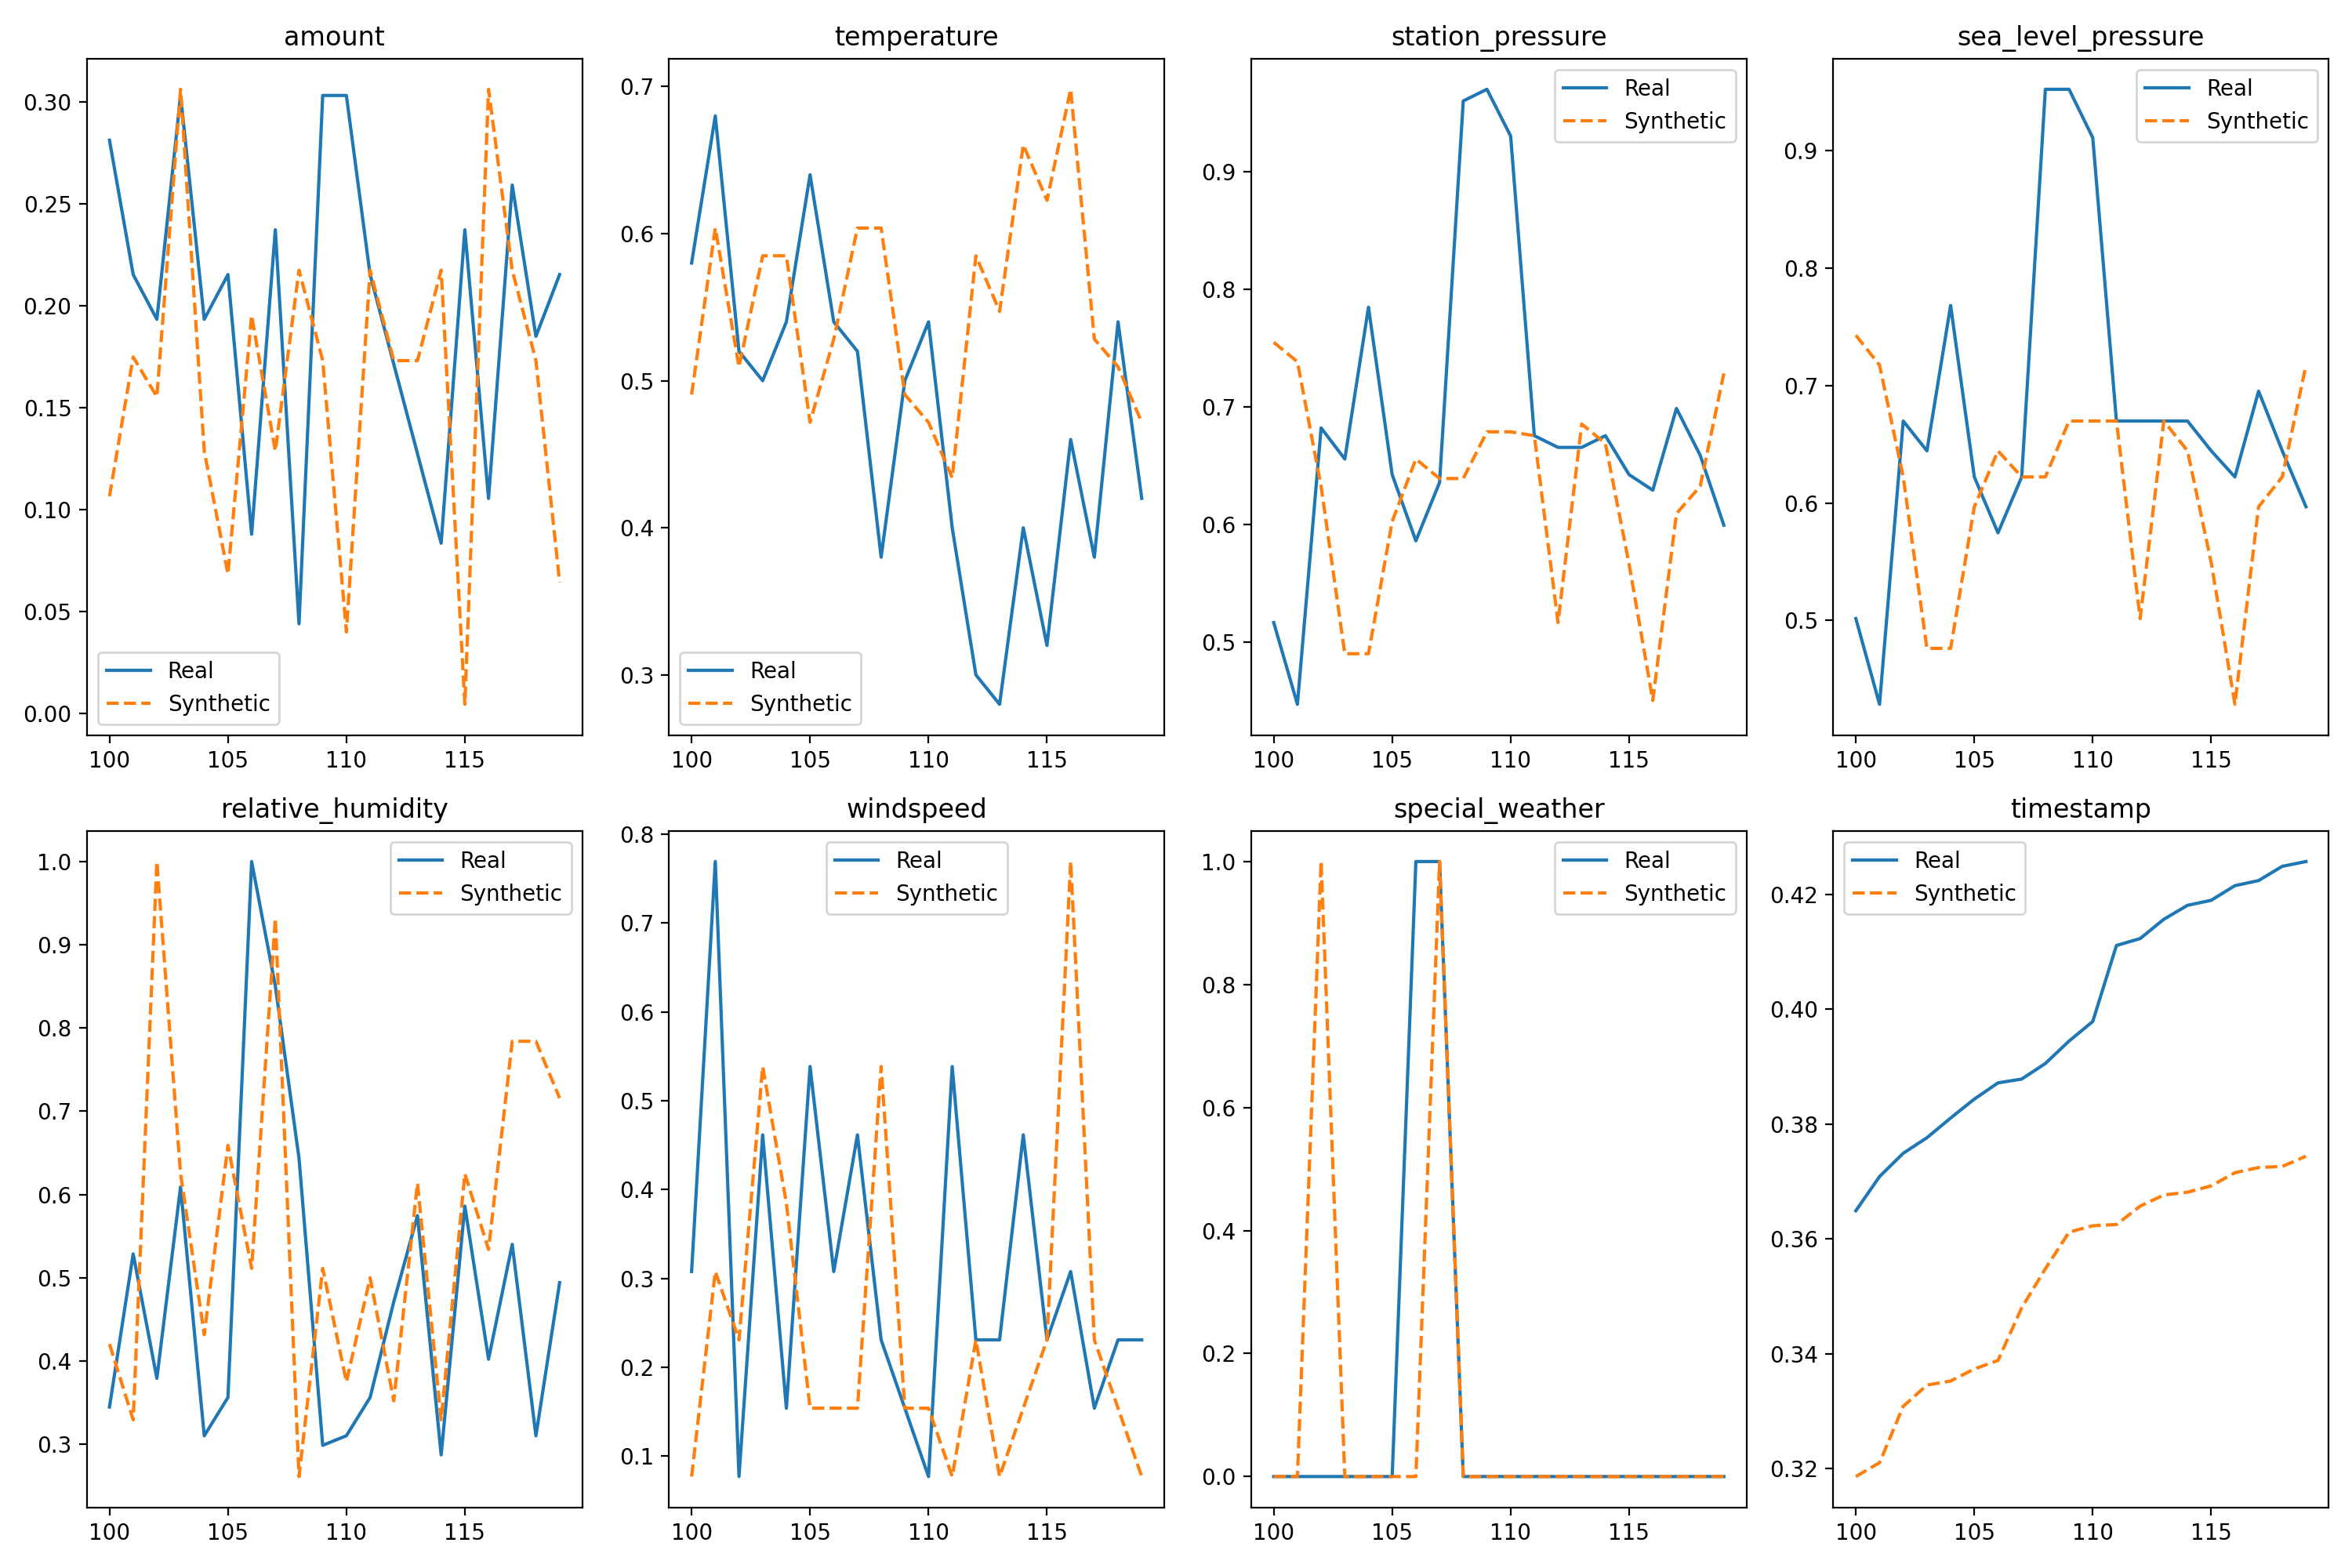 amount
0.30
0.25
0.20
0.15
0.10
0.05
0.00
Real
Synthetic
100 105 110 115
temperature
0.7
0.6
0.5
0.4
0.3
Real
Synthetic
100 105 110 115
station_pressure
Real
Synthetic
0.9
0.8
0.7
0.6
0.5
100 105 110 115
sea_level_pressure
Real
Synthetic
0.9
0.8
0.7
0.6
0.5
100 105 110 115
relative_humidity
Real
Synthetic
1.0
0.9
0.8
0.7
0.6
0.5
0.4
0.3
100 105 110 115
windspeed
Real
Synthetic
0.8
0.7
0.6
0.5
0.4
0.3
0.2
0.1
100 105 110 115
special_weather
Real
Synthetic
1.0
0.8
0.6
0.4
0.2
0.0
100 105 110 115
timestamp
Real
Synthetic
0.42
0.40
0.38
0.36
0.34
0.32
100 105 110 115